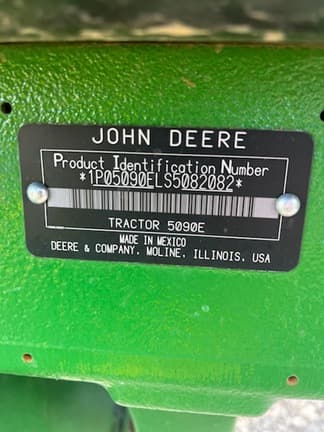 JOHN DEERE
Product Identification Number
*1P05090ELS5082082*
TRACTOR 5090E
MADE IN MEXICO
DEERE & COMPANY, MOLINE, ILLINOIS, USA